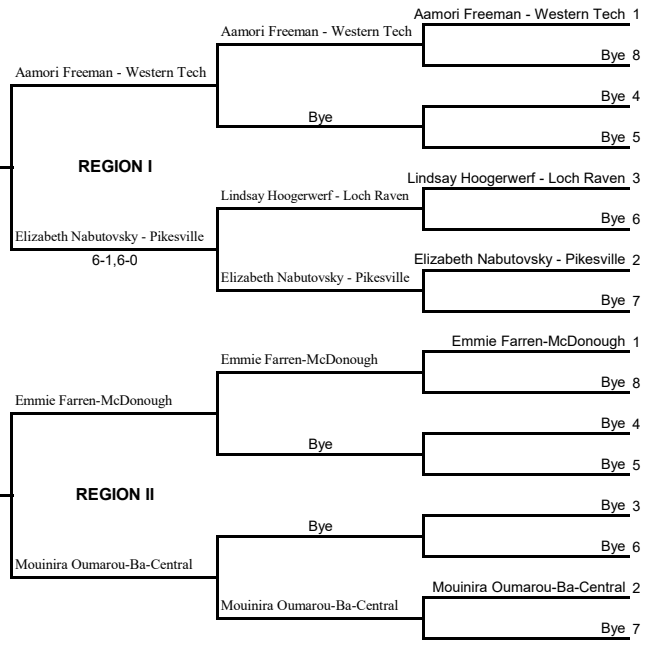 Aamori Freeman - Western Tech 1
Aamori Freeman - Western Tech
Bye 8
Aamori Freeman - Western Tech
Bye 4
Bye
Bye 5
REGION I
Lindsay Hoogerwerf - Loch Raven 3
Lindsay Hoogerwerf - Loch Raven
Bye 6
Elizabeth Nabutovsky - Pikesville
6-1,6-0
Elizabeth Nabutovsky - Pikesville 2
Elizabeth Nabutovsky - Pikesville
Bye 7
Emmie Farren-McDonough 1
Emmie Farren-McDonough
Bye 8
Emmie Farren-McDonough
Bye 4
Bye
Bye 5
REGION II
Bye 3
Bye
Bye 6
Mouinira Oumarou-Ba-Central
Mouinira Oumarou-Ba-Central 2
Mouinira Oumarou-Ba-Central
Bye 7